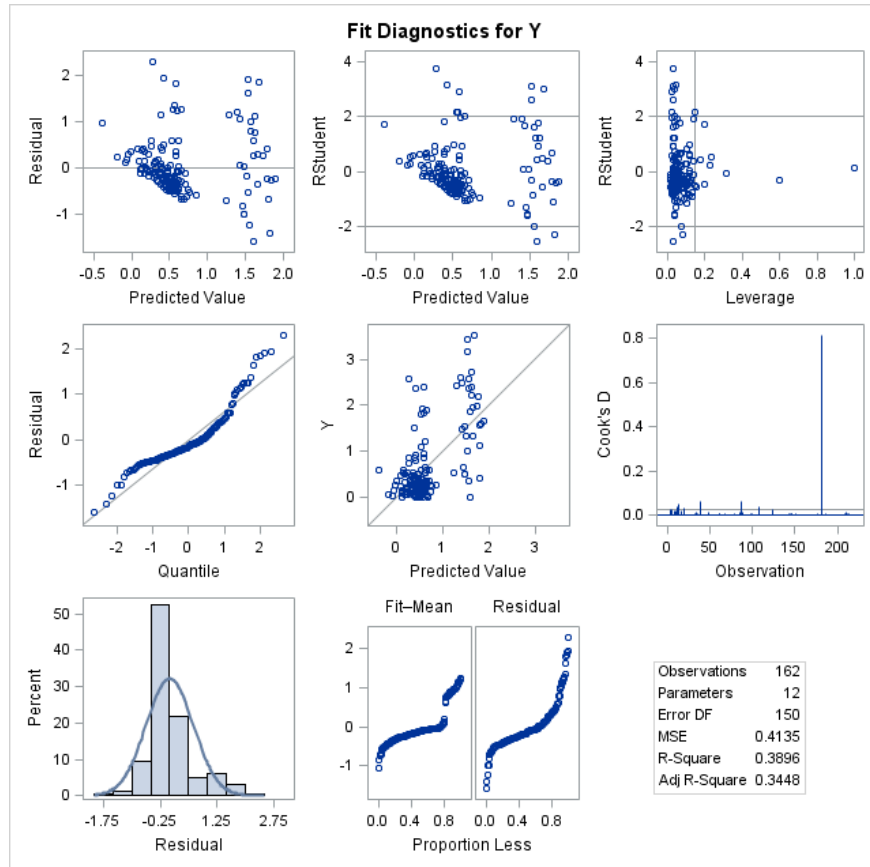 Fit Diagnostics for Y
Residual
2
1
0
-1
-0.5 0.0 0.5 1.0 1.5 2.0
Predicted Value
RStudent
4
2
0
-2
-0.5 0.0 0.5 1.0 1.5 2.0
Predicted Value
RStudent
4
2
0
-2
0.0 0.2 0.4 0.6 0.8 1.0
Leverage
Residual
2
1
0
-1
-2 -1 0 1 2
Quantile
Y
3
2
1
0
0 1 2 3
Predicted Value
Cook's D
0.8
0.6
0.4
0.2
0.0
0 50 100 150 200
Observation
Percent
50
40
30
20
10
0
-1.75 -0.25 1.25 2.75
Residual
Fit–Mean Residual
2
1
0
-1
0.0 0.4 0.8 0.0 0.4 0.8
Proportion Less
Observations 162
Parameters 12
Error DF 150
MSE 0.4135
R-Square 0.3896
Adj R-Square 0.3448